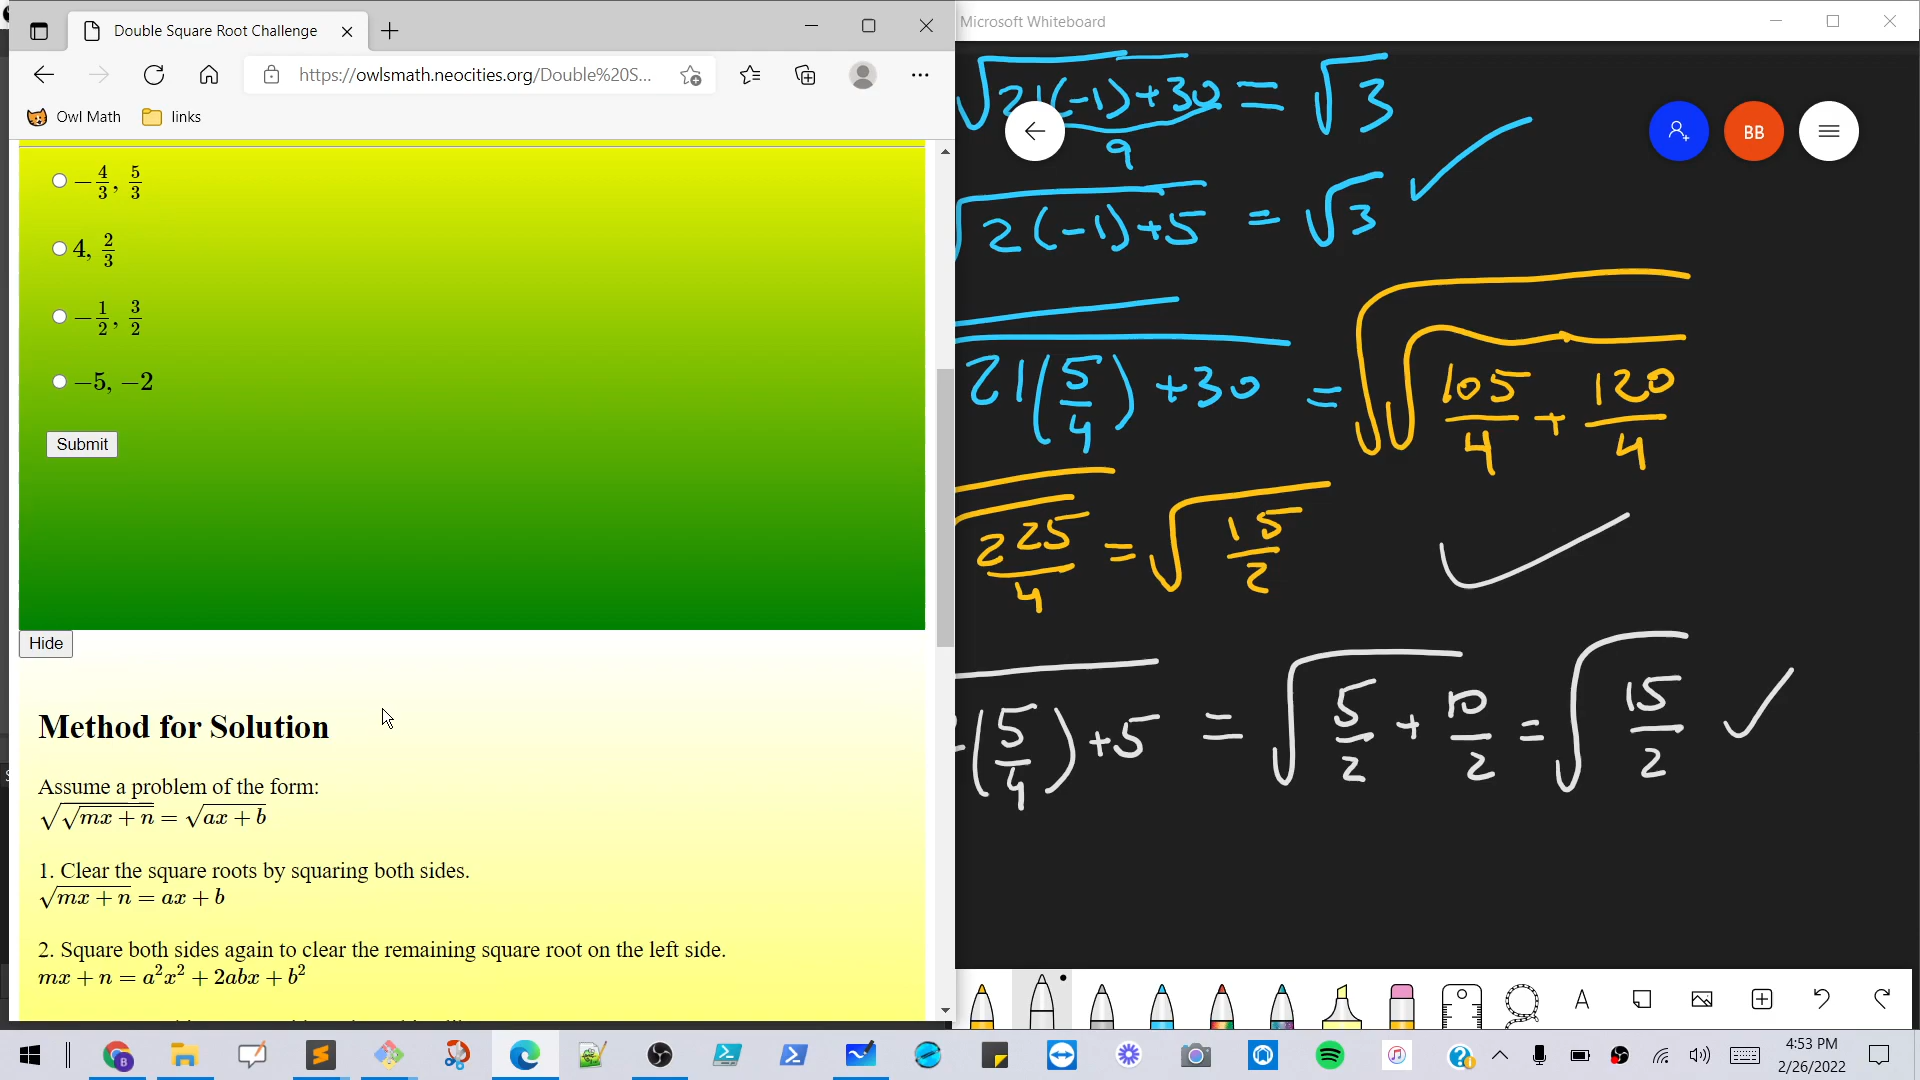 Double Square Root Challenge
https://owlsmath.neocities.org/Double%20S...
Owl Math
links
−4/3, 5/3
4, 2/3
−1/2, 3/2
−5, −2
Submit
Hide
Method for Solution
Assume a problem of the form:
√√mx + n = √ax + b
1. Clear the square roots by squaring both sides.
√mx + n = ax + b
2. Square both sides again to clear the remaining square root on the left side.
mx + n = a²x² + 2abx + b²
Microsoft Whiteboard
BB
√21(−1)+30 = √3
9
√2(−1)+5 = √3 ✓
21(5/4) +30 = √√105/4 + 120/4
√√225/4 = √15/2 ✓
(5/4)+5 = √5/2 + 10/2 = √15/2 ✓
A
4:53 PM
2/26/2022